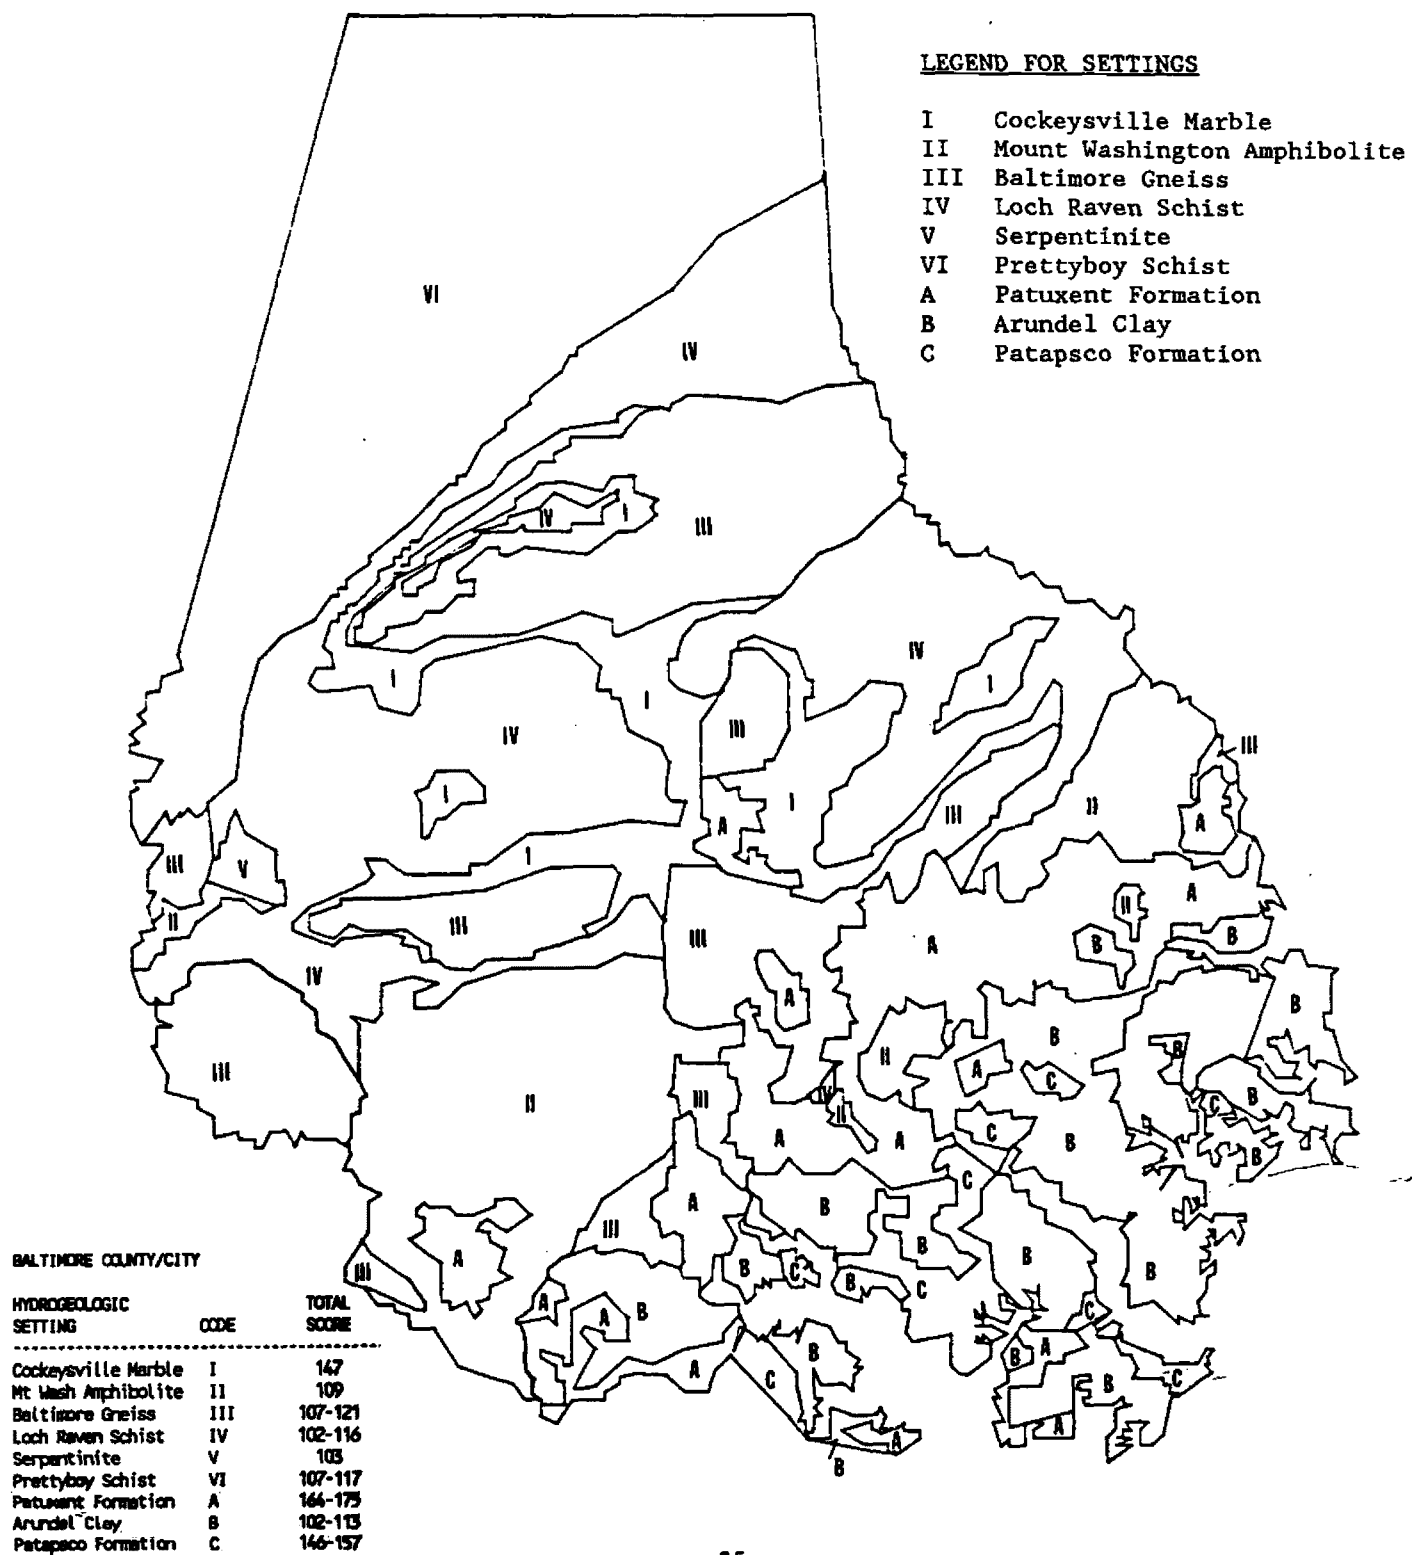 LEGEND FOR SETTINGS
I Cockeysville Marble
II Mount Washington Amphibolite
III Baltimore Gneiss
IV Loch Raven Schist
V Serpentinite
VI Prettyboy Schist
A Patuxent Formation
B Arundel Clay
C Patapsco Formation
VI
IV
IV
I
III
IV
I
I
I
IV
III
III
I
I
A
III
II
A
III
V
I
II
III
III
A
II
B
A
B
IV
A
B
B
III
II
A
C
B
B
C
II
III
IV
II
A
A
C
B
B
A
C
III
B
B
B
B
A
B
C
B
C
III
A
A
B
C
B
A
B
A
C
B
C
B
A
A
B
BALTIMORE COUNTY/CITY
HYDROGEOLOGIC TOTAL
SETTING CODE SCORE
Cockeysville Marble I 147
Mt Wash Amphibolite II 109
Baltimore Gneiss III 107-121
Loch Raven Schist IV 102-116
Serpentinite V 103
Prettyboy Schist VI 107-117
Patuxent Formation A 164-175
Arundel Clay B 102-113
Patapsco Formation C 146-157